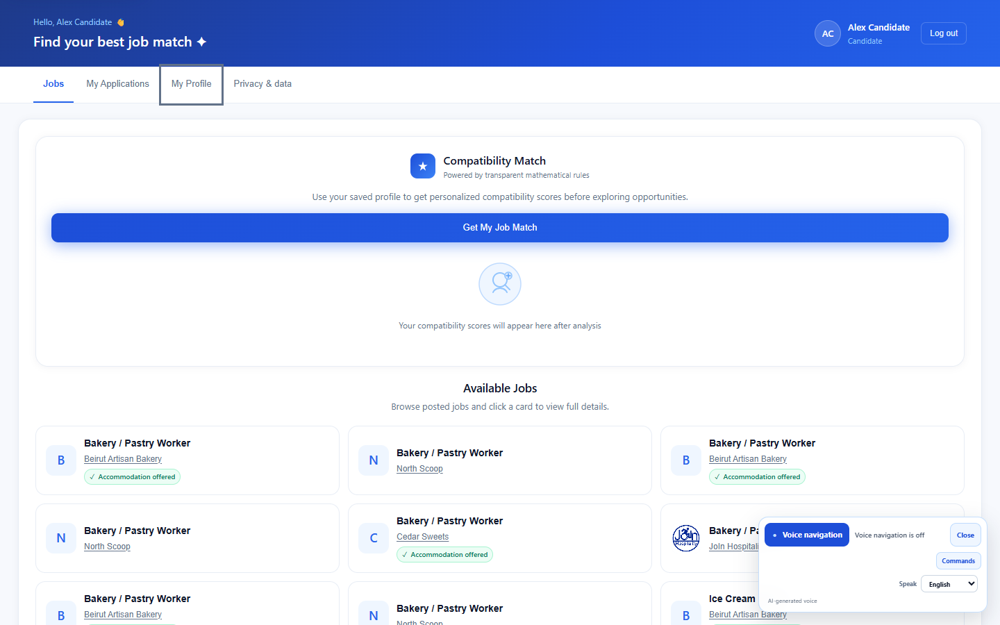 Hello, Alex Candidate 👋
Find your best job match ✦
AC
Alex Candidate
Candidate
Log out
Jobs
My Applications
My Profile
Privacy & data
Compatibility Match
Powered by transparent mathematical rules
Use your saved profile to get personalized compatibility scores before exploring opportunities.
Get My Job Match
Your compatibility scores will appear here after analysis
Available Jobs
Browse posted jobs and click a card to view full details.
B
Bakery / Pastry Worker
Beirut Artisan Bakery
✓ Accommodation offered
N
Bakery / Pastry Worker
North Scoop
B
Bakery / Pastry Worker
Beirut Artisan Bakery
✓ Accommodation offered
N
Bakery / Pastry Worker
North Scoop
C
Bakery / Pastry Worker
Cedar Sweets
✓ Accommodation offered
JoIn
Hospitality
Bakery / Pa
JoIn Hospitali
B
Bakery / Pastry Worker
Beirut Artisan Bakery
N
Bakery / Pastry Worker
North Scoop
B
Ice Cream
Beirut Artisan Bakery
Voice navigation
Voice navigation is off
Close
Commands
Speak
English
AI-generated voice